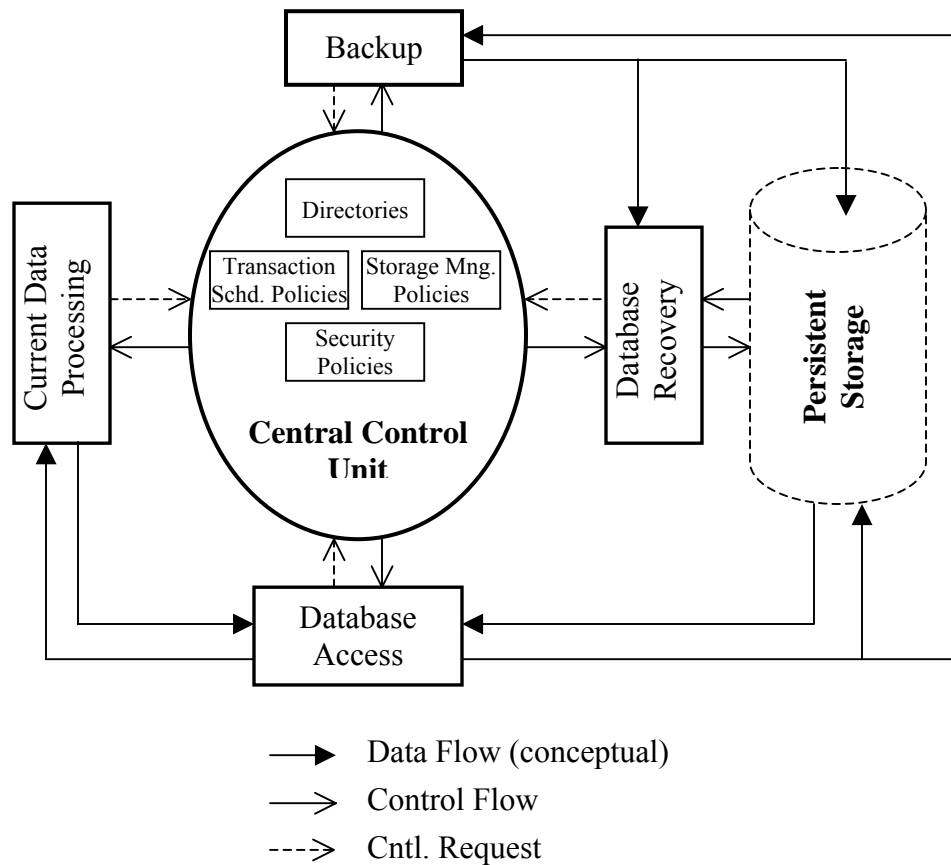 Backup
Directories
Transaction
Schd. Policies
Storage Mng.
Policies
Security
Policies
Central Control
Unit
Current Data
Processing
Database
Recovery
Persistent
Storage
Database
Access
Data Flow (conceptual)
Control Flow
Cntl. Request